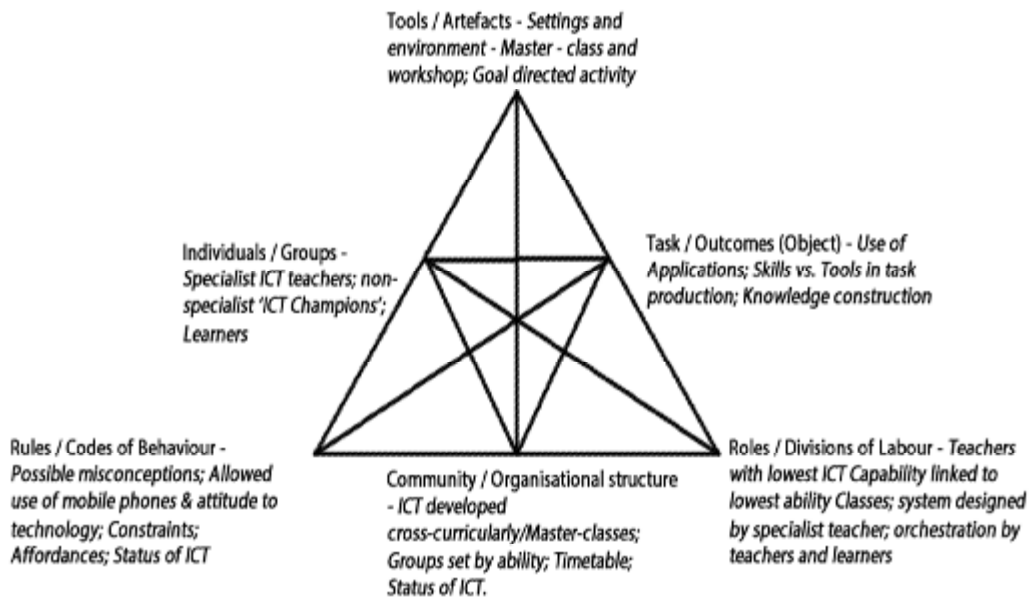 Tools / Artefacts - Settings and
environment - Master - class and
workshop; Goal directed activity
Individuals / Groups -
Specialist ICT teachers; non-
specialist 'ICT Champions';
Learners
Task / Outcomes (Object) - Use of
Applications; Skills vs. Tools in task
production; Knowledge construction
Rules / Codes of Behaviour -
Possible misconceptions; Allowed
use of mobile phones & attitude to
technology; Constraints;
Affordances; Status of ICT
Community / Organisational structure
- ICT developed
cross-curricularly/Master-classes;
Groups set by ability; Timetable;
Status of ICT.
Roles / Divisions of Labour - Teachers
with lowest ICT Capability linked to
lowest ability Classes; system designed
by specialist teacher; orchestration by
teachers and learners